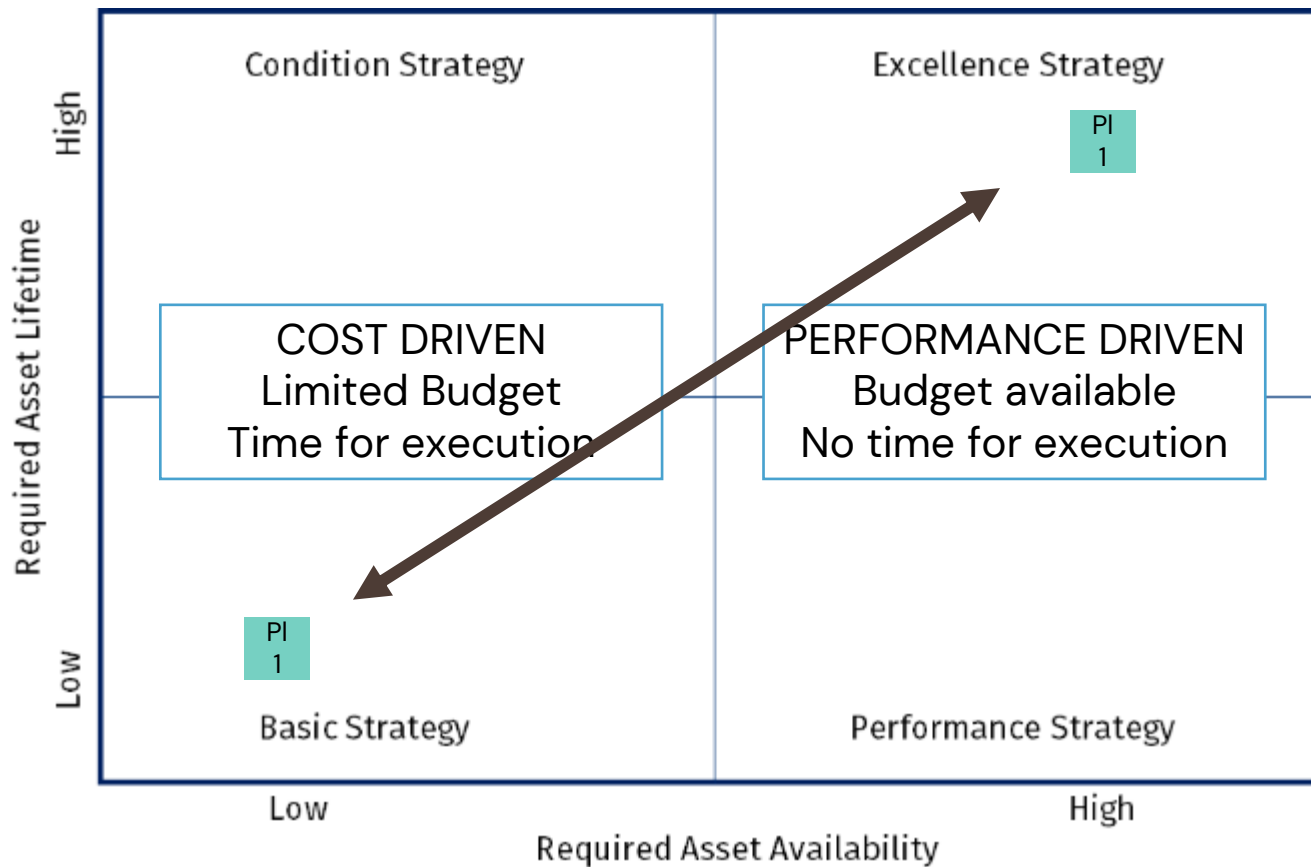 Condition Strategy
Excellence Strategy
High
PI
1
Required Asset Lifetime
COST DRIVEN
Limited Budget
Time for execution
PERFORMANCE DRIVEN
Budget available
No time for execution
PI
1
Low
Basic Strategy
Performance Strategy
Low
High
Required Asset Availability